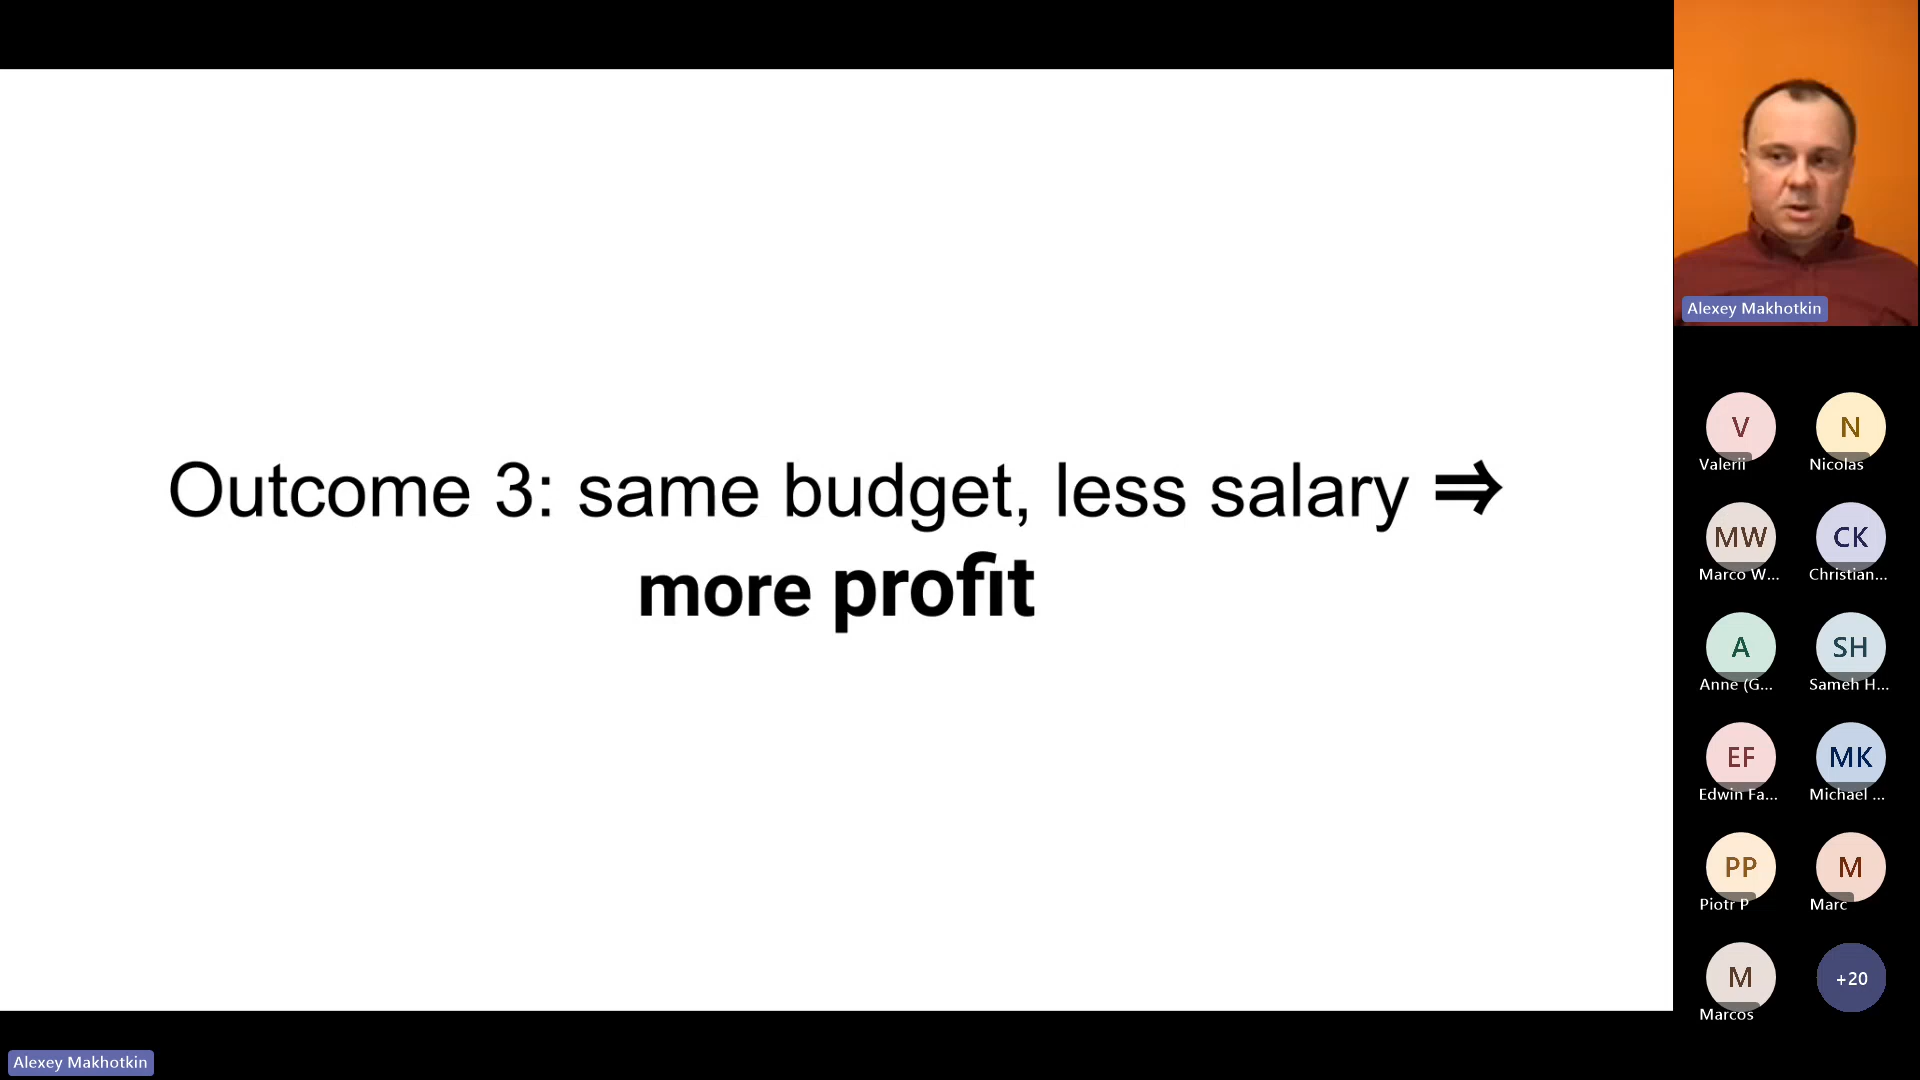 Outcome 3: same budget, less salary ⇒
more profit
Alexey Makhotkin
V
N
Valerii
Nicolas
MW
CK
Marco W...
Christian...
A
SH
Anne (G...
Sameh H...
EF
MK
Edwin Fa...
Michael ...
PP
M
Piotr P
Marc
M
+20
Marcos
Alexey Makhotkin